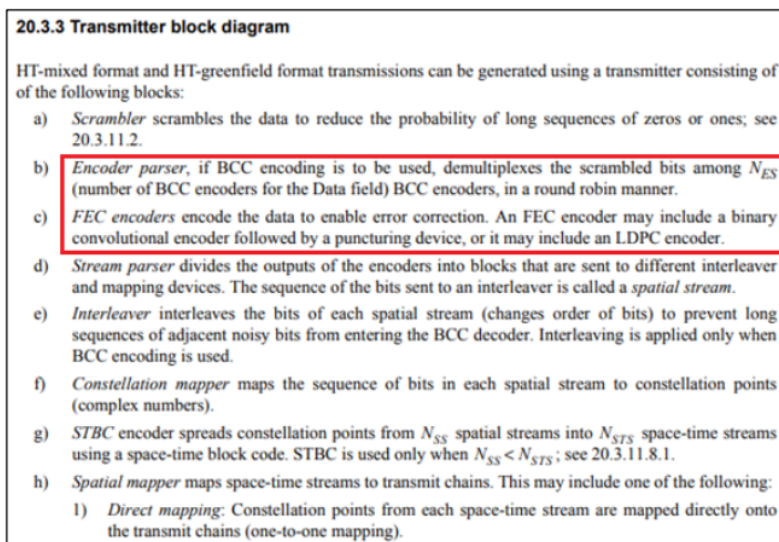 20.3.3 Transmitter block diagram
HT-mixed format and HT-greenfield format transmissions can be generated using a transmitter consisting of
of the following blocks:
a) Scrambler scrambles the data to reduce the probability of long sequences of zeros or ones; see
20.3.11.2.
b) Encoder parser, if BCC encoding is to be used, demultiplexes the scrambled bits among NES
(number of BCC encoders for the Data field) BCC encoders, in a round robin manner.
c) FEC encoders encode the data to enable error correction. An FEC encoder may include a binary
convolutional encoder followed by a puncturing device, or it may include an LDPC encoder.
d) Stream parser divides the outputs of the encoders into blocks that are sent to different interleaver
and mapping devices. The sequence of the bits sent to an interleaver is called a spatial stream.
e) Interleaver interleaves the bits of each spatial stream (changes order of bits) to prevent long
sequences of adjacent noisy bits from entering the BCC decoder. Interleaving is applied only when
BCC encoding is used.
f) Constellation mapper maps the sequence of bits in each spatial stream to constellation points
(complex numbers).
g) STBC encoder spreads constellation points from NSS spatial streams into NSTS space-time streams
using a space-time block code. STBC is used only when NSS < NSTS; see 20.3.11.8.1.
h) Spatial mapper maps space-time streams to transmit chains. This may include one of the following:
1) Direct mapping: Constellation points from each space-time stream are mapped directly onto
the transmit chains (one-to-one mapping).